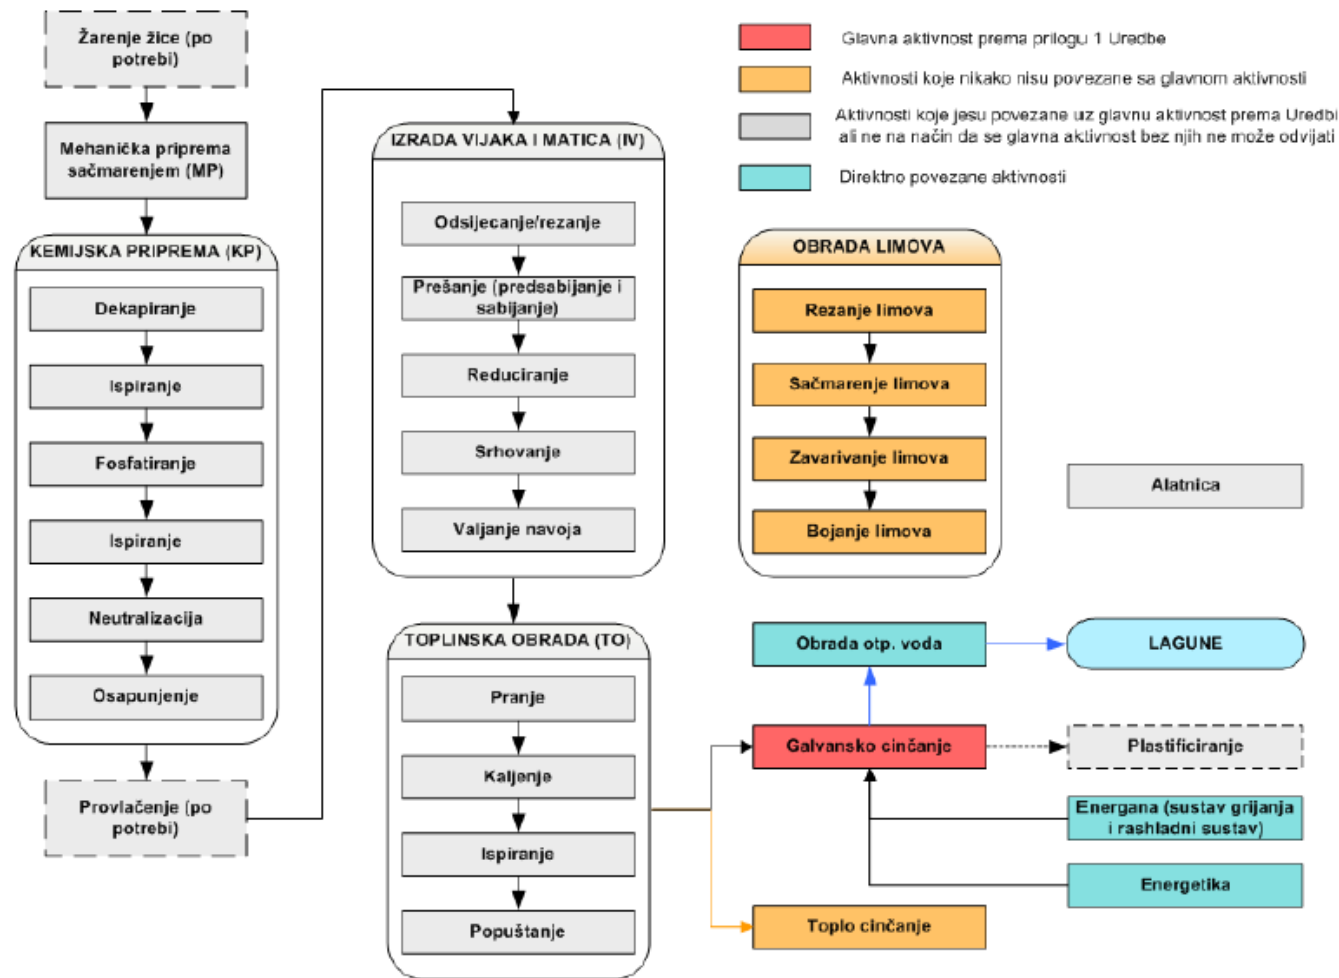 Žarenje žice (po
potrebi)
Mehanička priprema
sačmarenjem (MP)
KEMIJSKA PRIPREMA (KP)
Dekapiranje
Ispiranje
Fosfatiranje
Ispiranje
Neutralizacija
Osapunjenje
Provlačenje (po
potrebi)
IZRADA VIJAKA I MATICA (IV)
Odsijecanje/rezanje
Prešanje (predsabijanje i
sabijanje)
Reduciranje
Srhovanje
Valjanje navoja
TOPLINSKA OBRADA (TO)
Pranje
Kaljenje
Ispiranje
Popuštanje
Glavna aktivnost prema prilogu 1 Uredbe
Aktivnosti koje nikako nisu povezane sa glavnom aktivnosti
Aktivnosti koje jesu povezane uz glavnu aktivnost prema Uredbi
ali ne na način da se glavna aktivnost bez njih ne može odvijati
Direktno povezane aktivnosti
OBRADA LIMOVA
Rezanje limova
Sačmarenje limova
Zavarivanje limova
Bojanje limova
Alatnica
Obrada otp. voda
LAGUNE
Galvansko cinčanje
Plastificiranje
Energana (sustav grijanja
i rashladni sustav)
Energetika
Toplo cinčanje